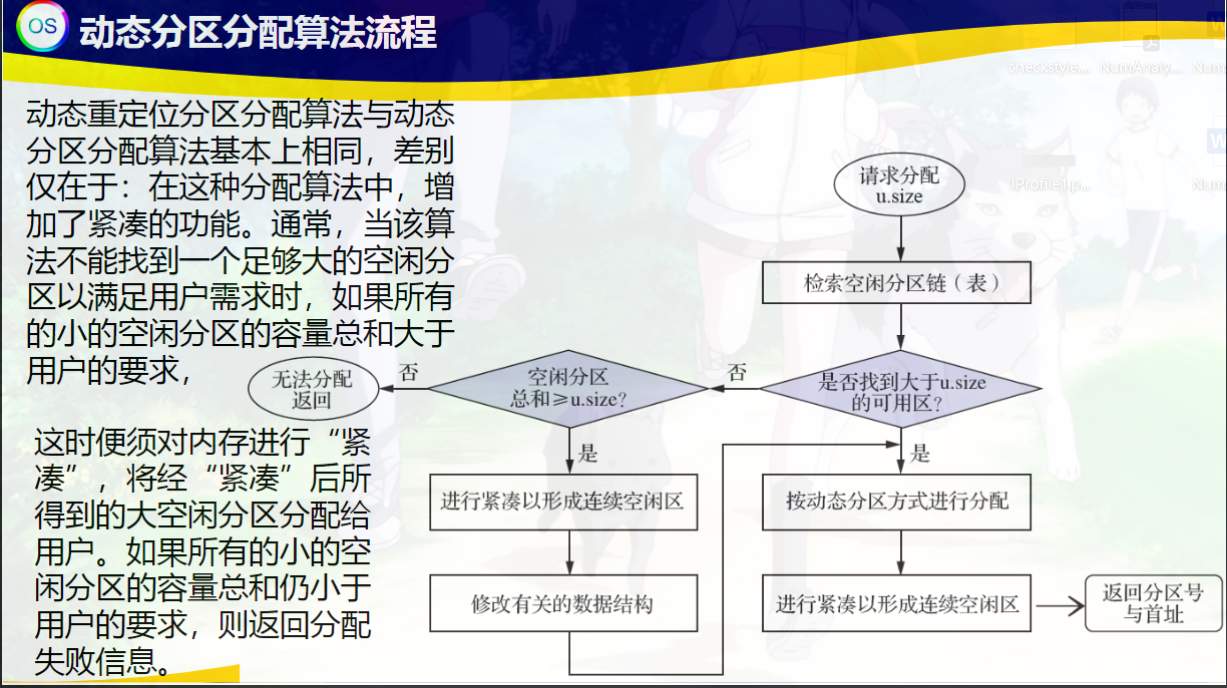 OS 动态分区分配算法流程
checkstyle... NumAnaly... Num
动态重定位分区分配算法与动态
分区分配算法基本上相同，差别
仅在于：在这种分配算法中，增
加了紧凑的功能。通常，当该算
法不能找到一个足够大的空闲分
区以满足用户需求时，如果所有
的小的空闲分区的容量总和大于
用户的要求，
这时便须对内存进行“紧
凑”，将经“紧凑”后所
得到的大空闲分区分配给
用户。如果所有的小的空
闲分区的容量总和仍小于
用户的要求，则返回分配
失败信息。
请求分配
u.size
检索空闲分区链（表）
是否找到大于u.size
的可用区？
否
是
空闲分区
总和≥u.size？
否
是
无法分配
返回
进行紧凑以形成连续空闲区
修改有关的数据结构
按动态分区方式进行分配
进行紧凑以形成连续空闲区
返回分区号
与首址
Num